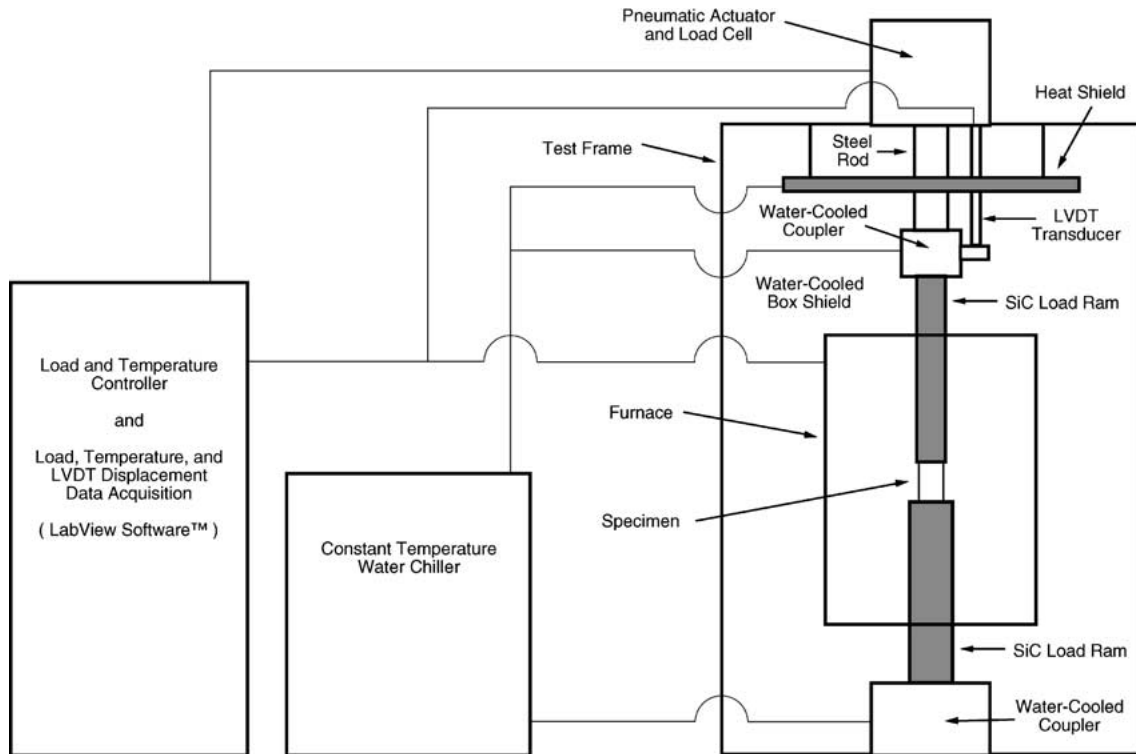 Pneumatic Actuator
and Load Cell
Heat Shield
Steel
Rod
Test Frame
Water-Cooled
Coupler
LVDT
Transducer
Water-Cooled
Box Shield
SiC Load Ram
Load and Temperature
Controller
and
Load, Temperature, and
LVDT Displacement
Data Acquisition
( LabView Software™ )
Furnace
Specimen
Constant Temperature
Water Chiller
SiC Load Ram
Water-Cooled
Coupler